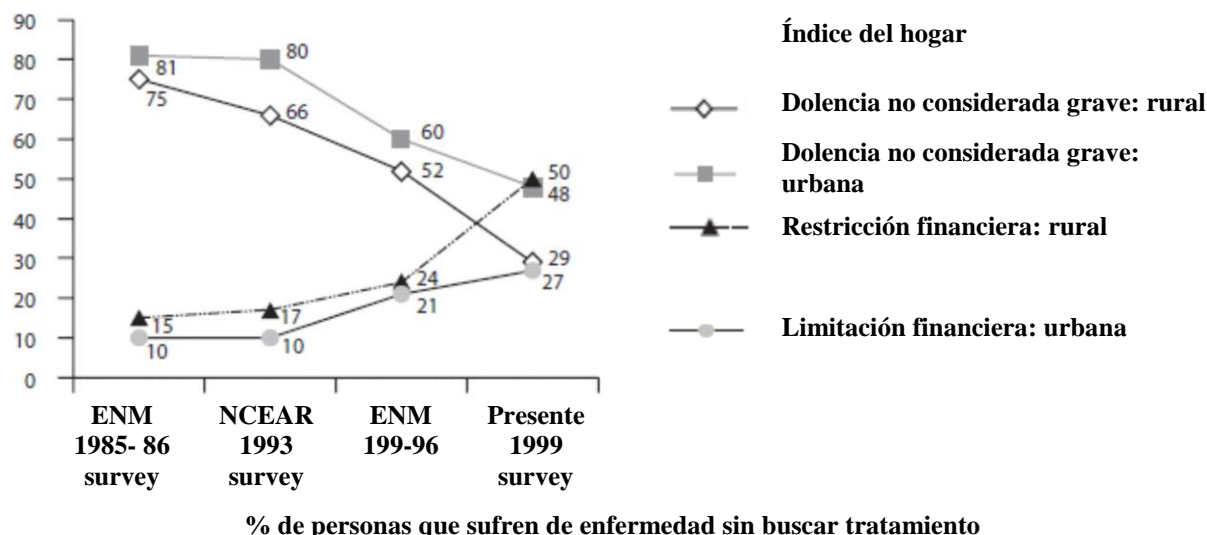 90
80
70
60
50
40
30
20
10
0
81
75
80
66
60
52
50
48
29
27
24
21
15
17
10
10
ENM
1985- 86
survey
NCEAR
1993
survey
ENM
199-96
Presente
1999
survey
Índice del hogar
Dolencia no considerada grave: rural
Dolencia no considerada grave:
urbana
Restricción financiera: rural
Limitación financiera: urbana
% de personas que sufren de enfermedad sin buscar tratamiento